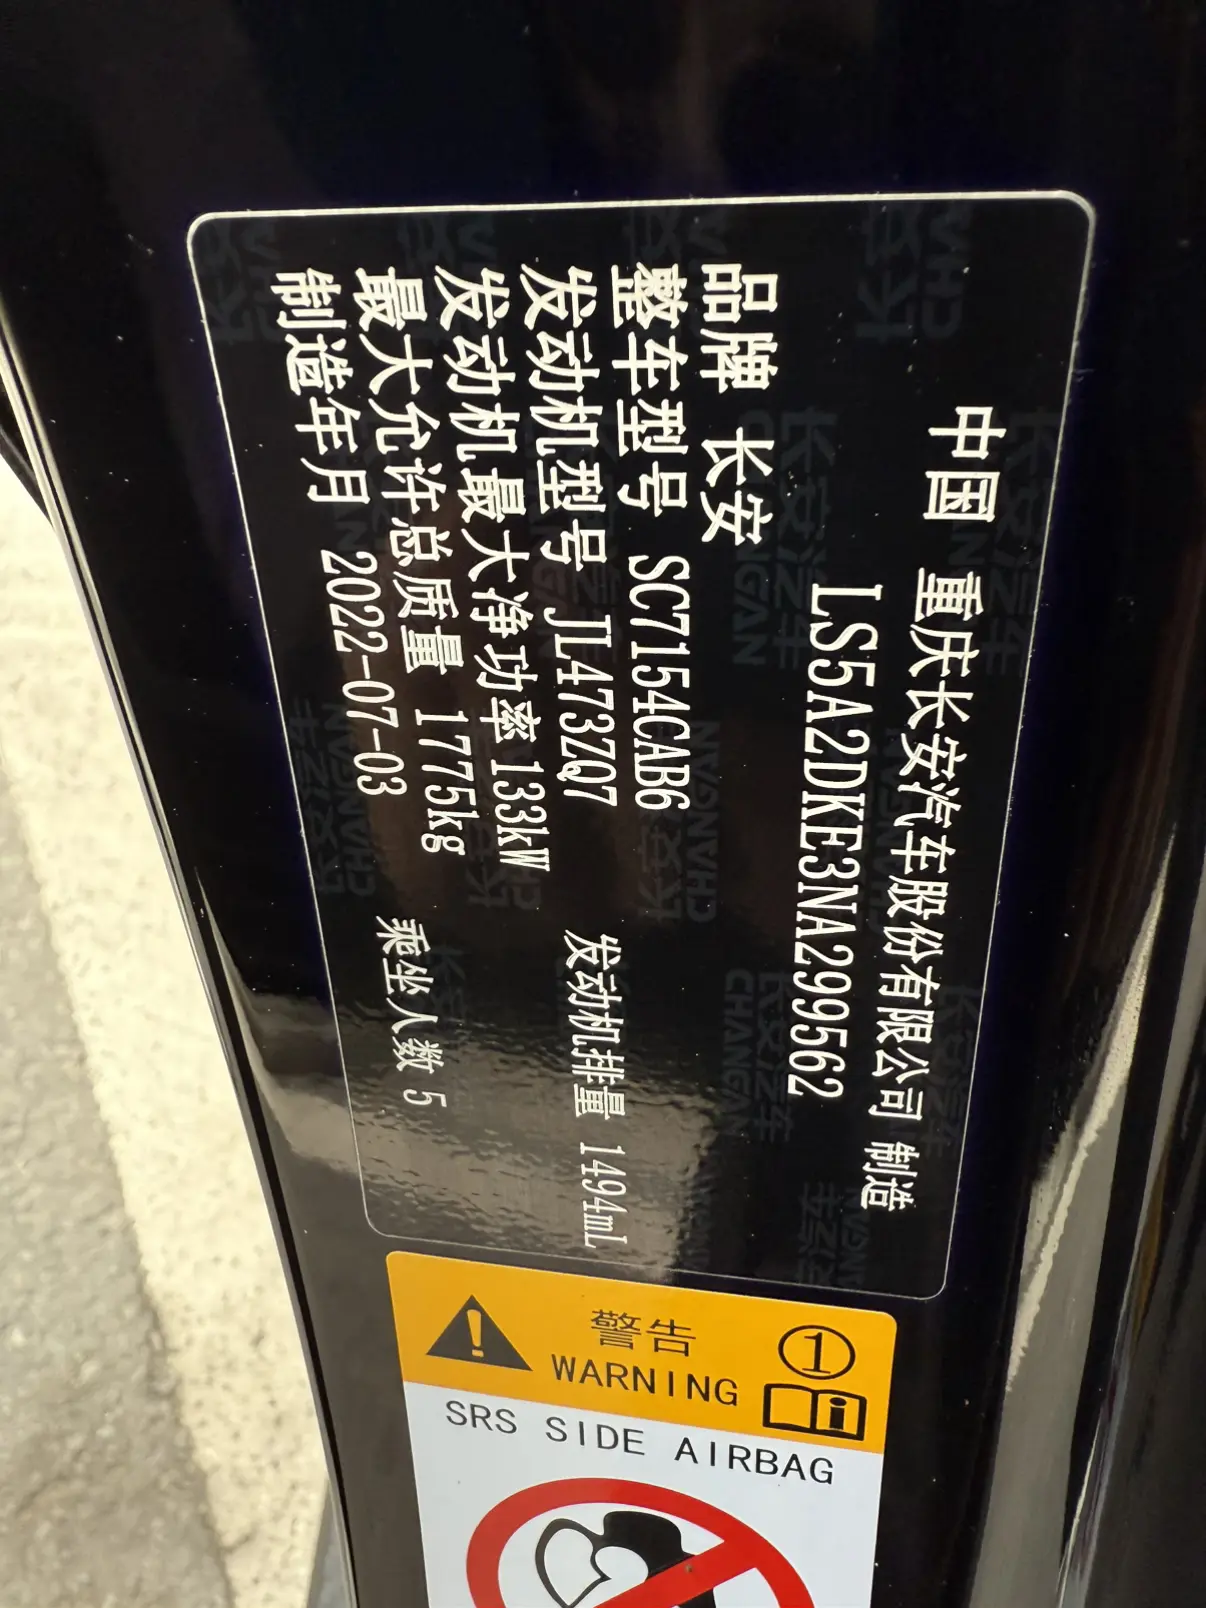 中国 重庆长安汽车股份有限公司 制造
LS5A2DKE3NA299562
品牌 长安
整车型号 SC7154CAB6
发动机型号 JL473ZQ7 发动机排量 1494mL
发动机最大净功率 133kW
最大允许总质量 1775kg 乘坐人数 5
制造年月 2022-07-03
警告 ①
WARNING
SRS SIDE AIRBAG